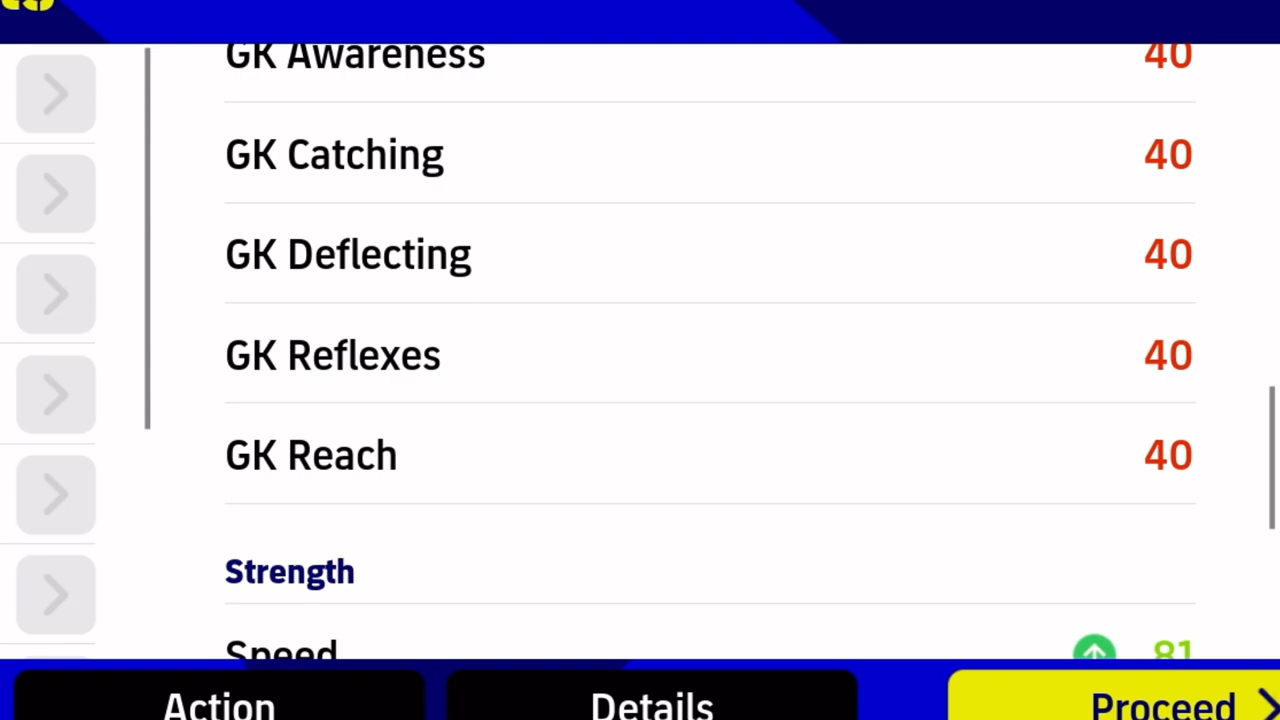 GK Awareness 40
GK Catching 40
GK Deflecting 40
GK Reflexes 40
GK Reach 40
Strength
Speed 81
Action Details Proceed